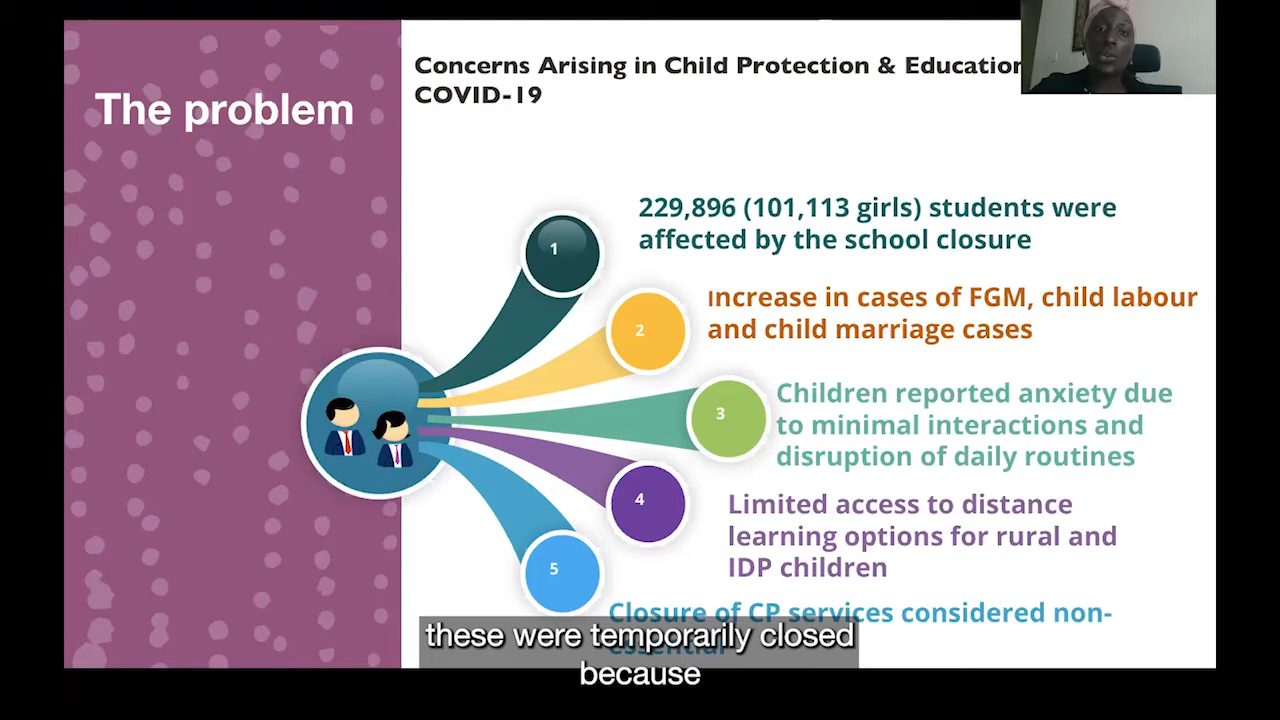 The problem
Concerns Arising in Child Protection & Education
COVID-19
1
229,896 (101,113 girls) students were
affected by the school closure
2
Increase in cases of FGM, child labour
and child marriage cases
3
Children reported anxiety due
to minimal interactions and
disruption of daily routines
4
Limited access to distance
learning options for rural and
IDP children
5
Closure of CP services considered non-
essential
these were temporarily closed
because